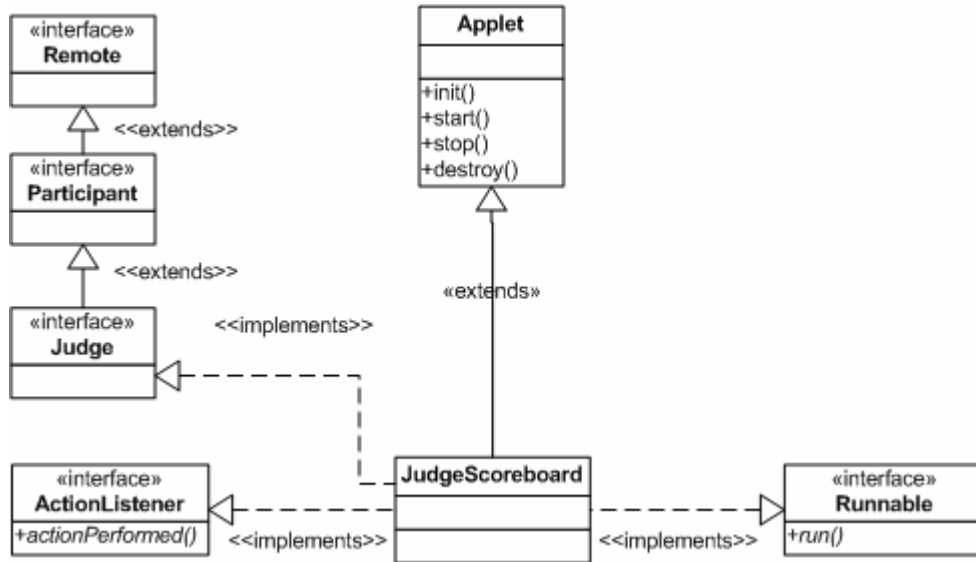 «interface»
Remote
<<extends>>
«interface»
Participant
<<extends>>
«interface»
Judge
<<implements>>
Applet
+init()
+start()
+stop()
+destroy()
«extends»
JudgeScoreboard
«interface»
ActionListener
+actionPerformed()
<<implements>>
<<implements>>
«interface»
Runnable
+run()